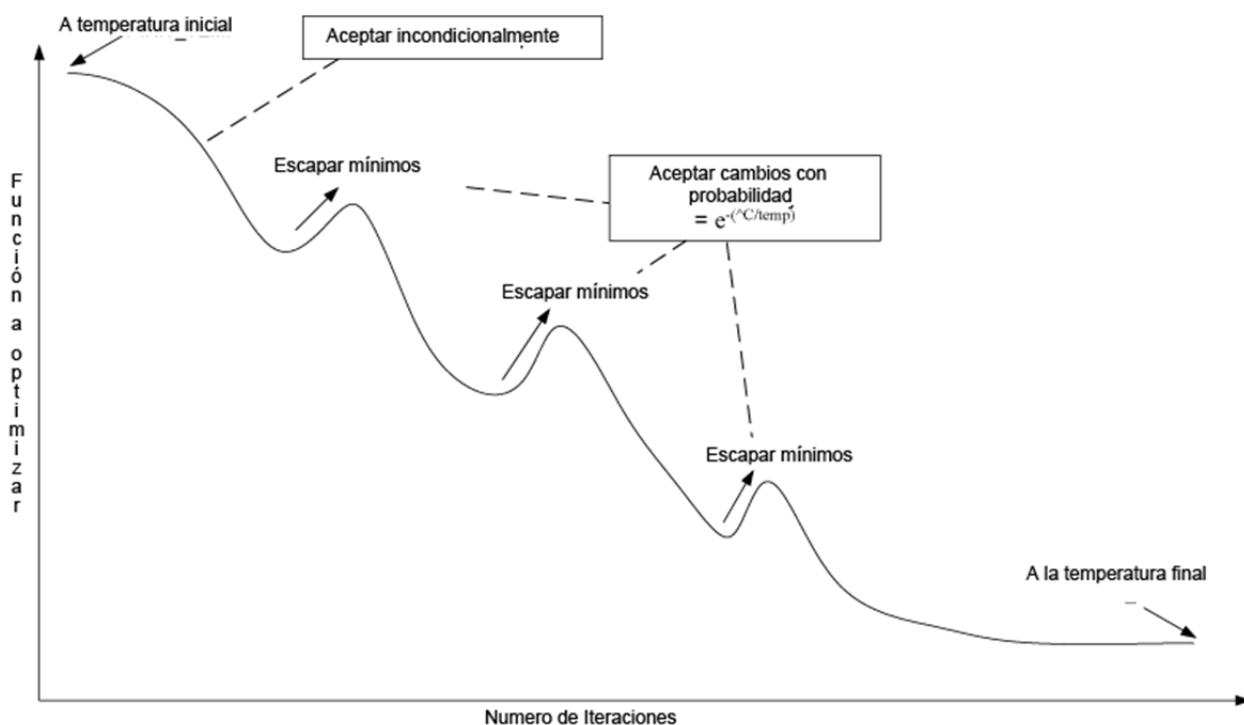 A temperatura inicial
Aceptar incondicionalmente
Escapar mínimos
Aceptar cambios con
probabilidad
= e^-(^C/temp)
Escapar mínimos
Escapar mínimos
A la temperatura final
Función a optimizar
Numero de Iteraciones